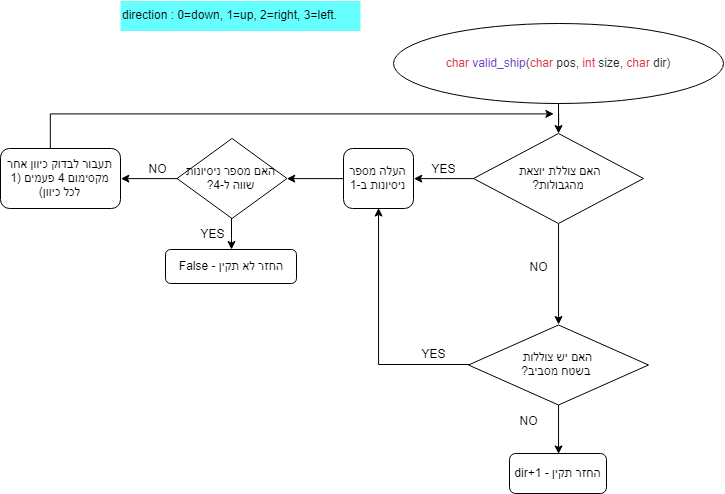 direction : 0=down, 1=up, 2=right, 3=left.
char valid_ship(char pos, int size, char dir)
האם צוללת יוצאת
מהגבולות?
YES
העלה מספר
ניסיונות ב-1
האם מספר ניסיונות
שווה ל-4?
NO
תעבור לבדוק כיוון אחר
מקסימום 4 פעמים (1
לכל כיוון)
YES
החזר לא תקין - False
NO
האם יש צוללות
בשטח מסביב?
YES
NO
החזר תקין - dir+1